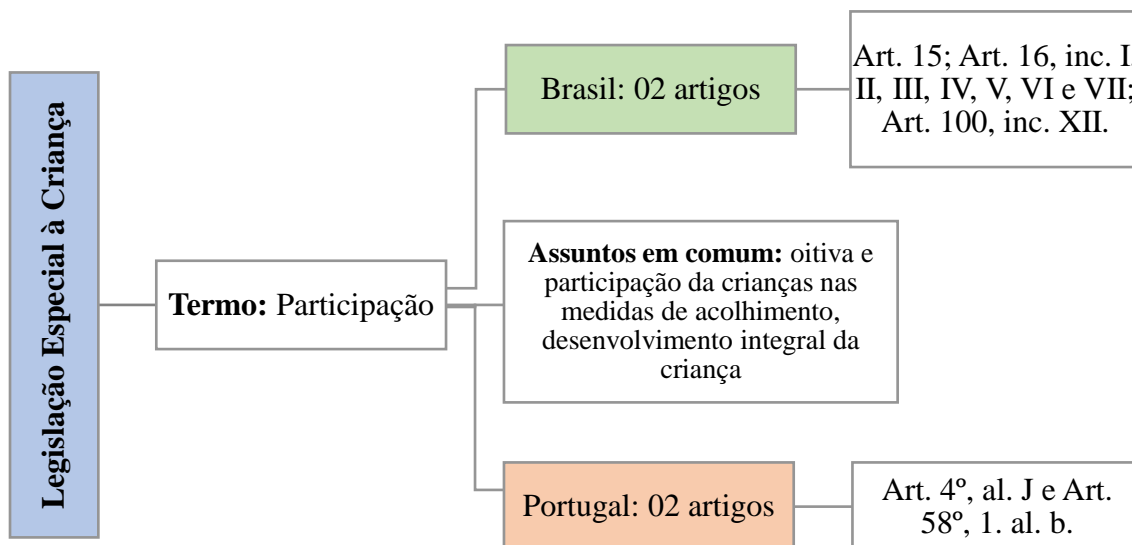 Legislação Especial à Criança
Termo: Participação
Brasil: 02 artigos
Art. 15; Art. 16, inc. I.
II, III, IV, V, VI e VII;
Art. 100, inc. XII.
Assuntos em comum: oitiva e
participação da crianças nas
medidas de acolhimento,
desenvolvimento integral da
criança
Portugal: 02 artigos
Art. 4º, al. J e Art.
58º, 1. al. b.